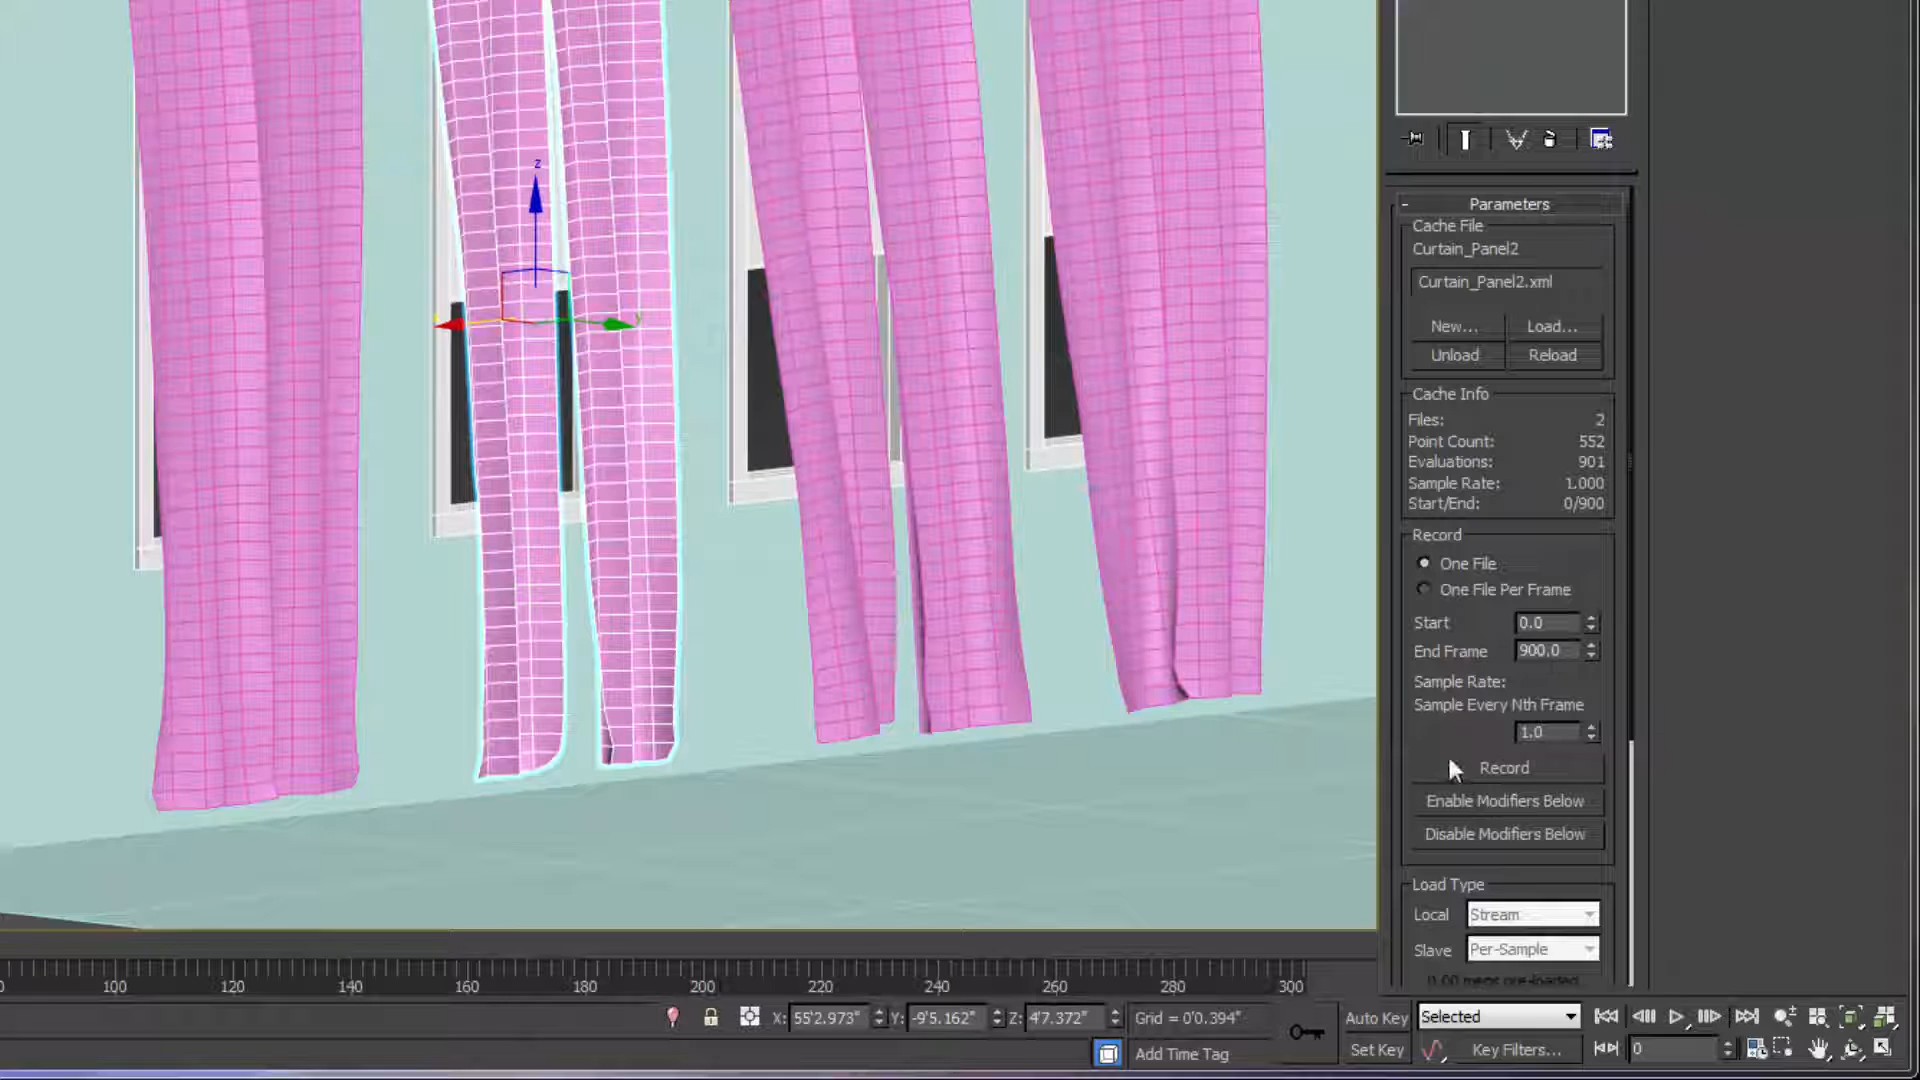 z
Parameters
Cache File
Curtain_Panel2
Curtain_Panel2.xml
New... Load...
Unload Reload
Cache Info
Files: 2
Point Count: 552
Evaluations: 901
Sample Rate: 1.000
Start/End: 0/900
Record
One File
One File Per Frame
Start 0.0
End Frame 900.0
Sample Rate:
Sample Every Nth Frame
1.0
Record
Enable Modifiers Below
Disable Modifiers Below
Load Type
Local Stream
Slave Per-Sample
0.00 megs pre-loaded
100 120 140 160 180 200 220 240 260 280 300
X: 55'2.973" Y: -9'5.162" Z: 4'7.372" Grid = 0'0.394" Auto Key Selected
Add Time Tag Set Key Key Filters... 0